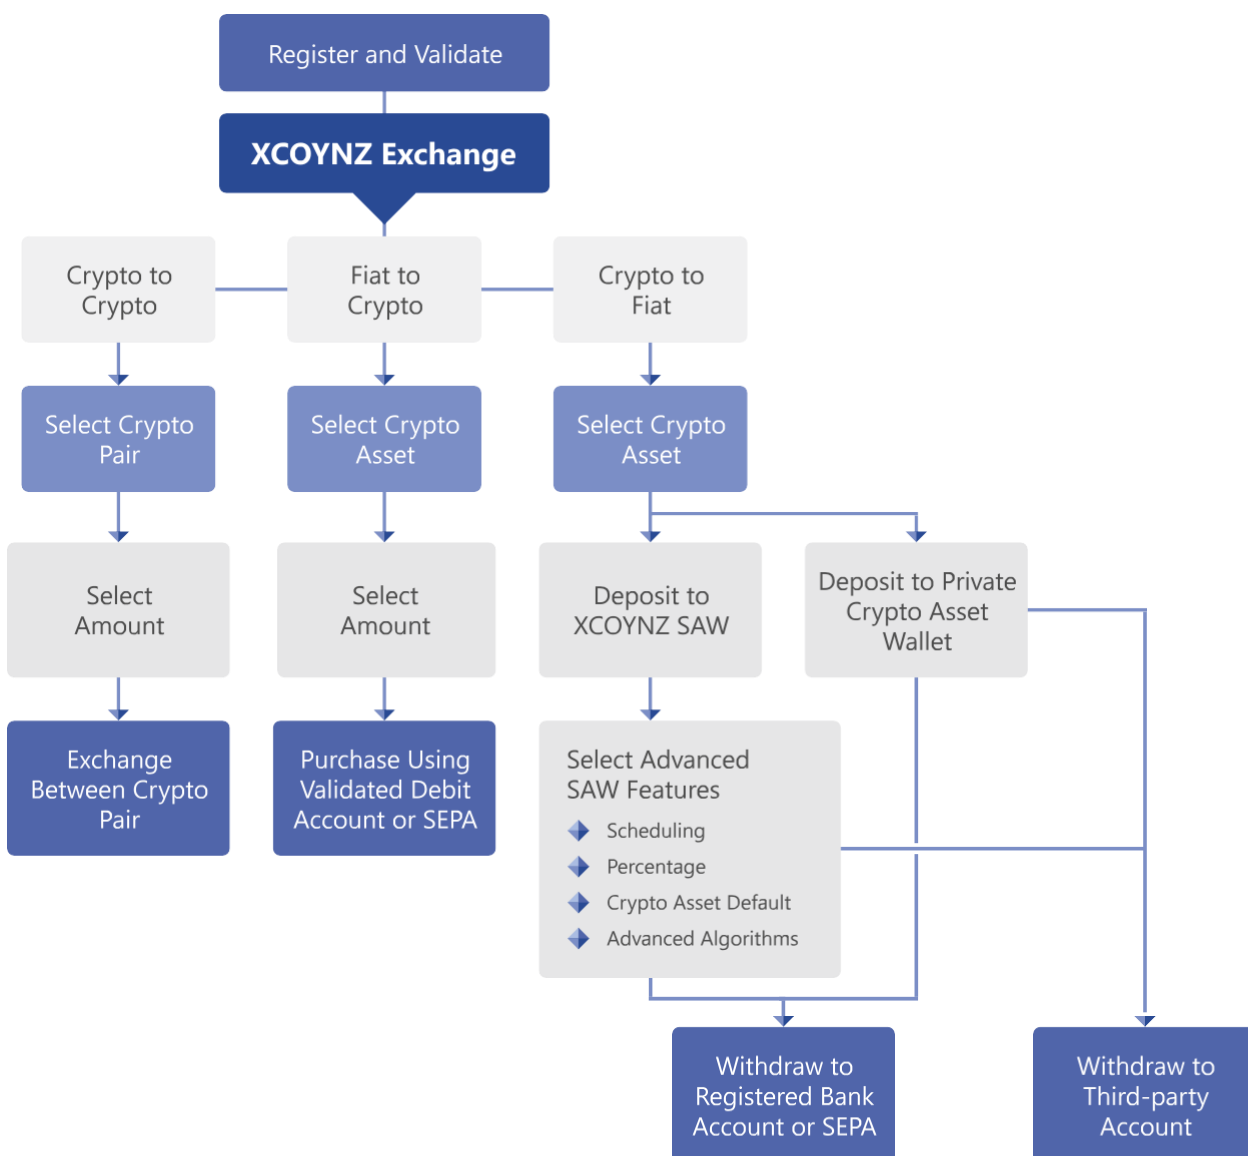 Register and Validate
XCOYNZ Exchange
Crypto to
Crypto
Fiat to
Crypto
Crypto to
Fiat
Select Crypto
Pair
Select Crypto
Asset
Select Crypto
Asset
Select
Amount
Select
Amount
Deposit to
XCOYNZ SAW
Deposit to Private
Crypto Asset
Wallet
Exchange
Between Crypto
Pair
Purchase Using
Validated Debit
Account or SEPA
Select Advanced
SAW Features
Scheduling
Percentage
Crypto Asset Default
Advanced Algorithms
Withdraw to
Registered Bank
Account or SEPA
Withdraw to
Third-party
Account